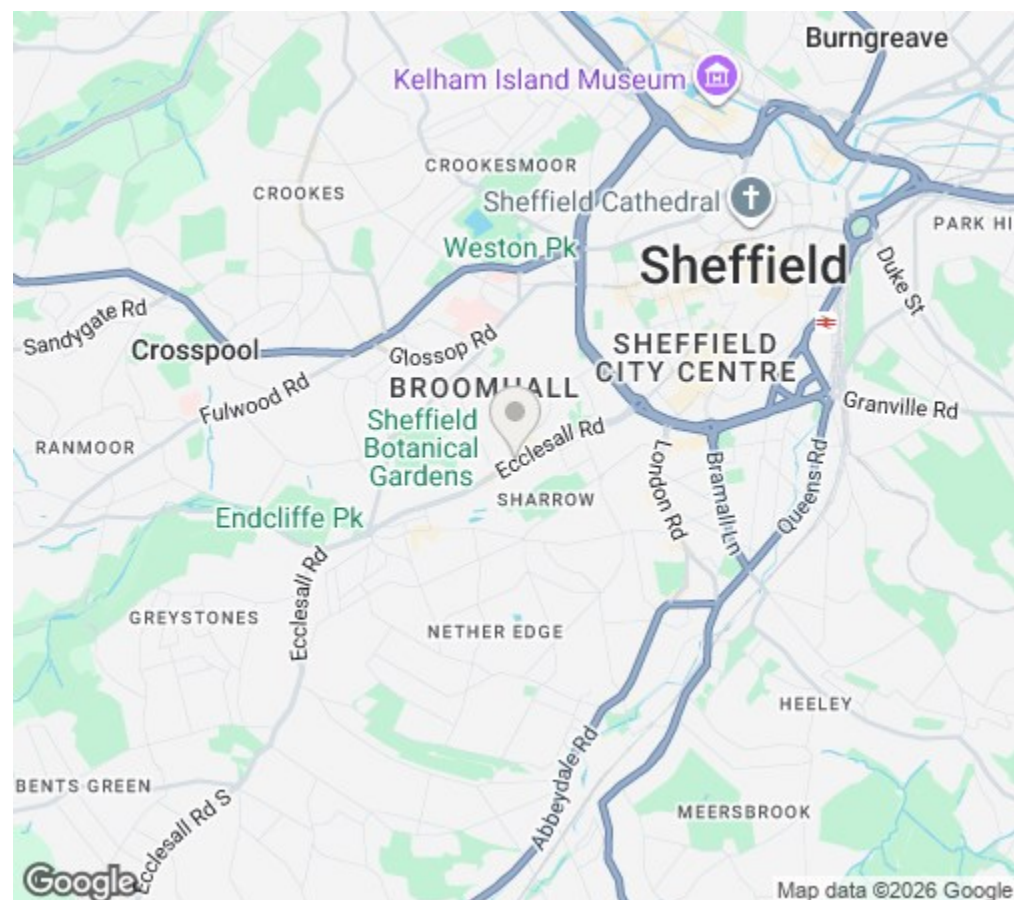 Burngreave
Kelham Island Museum
CROOKESMOOR
CROOKES
Sheffield Cathedral
PARK HI
Weston Pk
Sheffield
Duke St
Sandygate Rd
Crosspool
Glossop Rd
SHEFFIELD
CITY CENTRE
Fulwood Rd
BROOMHALL
Granville Rd
Sheffield
Botanical
Gardens
RANMOOR
Ecclesall Rd
London Rd
Bramall Ln
Queens Rd
SHARROW
Endcliffe Pk
Ecclesall Rd
GREYSTONES
NETHER EDGE
HEELEY
Abbeydale Rd
BENTS GREEN
Ecclesall Rd S
MEERSBROOK
Google
Map data ©2026 Google